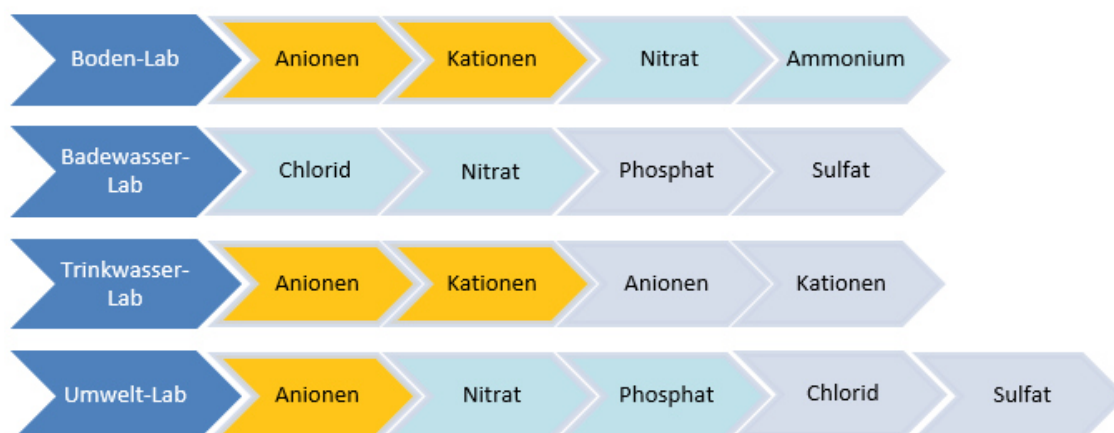 Boden-Lab Anionen Kationen Nitrat Ammonium
Badewasser-
Lab Chlorid Nitrat Phosphat Sulfat
Trinkwasser-
Lab Anionen Kationen Anionen Kationen
Umwelt-Lab Anionen Nitrat Phosphat Chlorid Sulfat